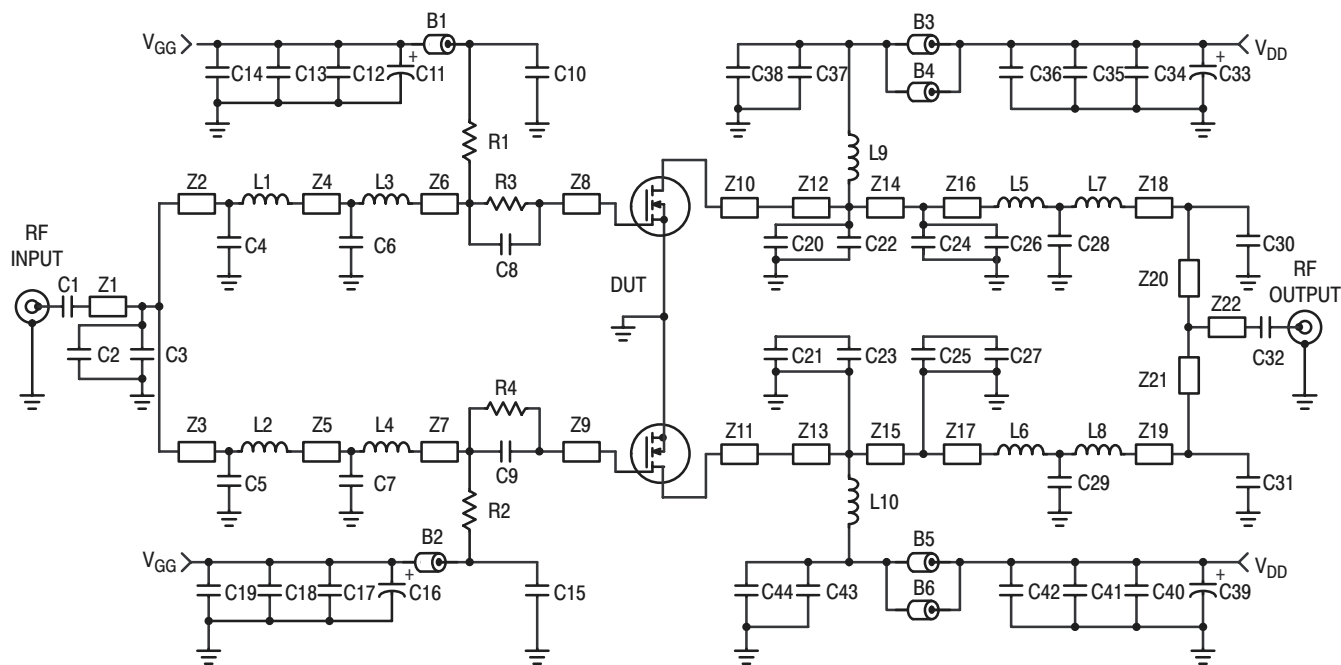 B1
B3
VGG
VDD
C14 C13 C12 C11 C10 C38 C37 C36 C35 C34 C33
+
+
B4
R1
L9
Z2 L1 Z4 L3 Z6 R3 Z8 Z10 Z12 Z14 Z16 L5 L7 Z18
RF
INPUT
C4 C6 C8 C20 C22 C24 C26 C28 C30
C1 Z1
DUT
Z20
RF
OUTPUT
Z22
C32
C2 C3
C21 C23 C25 C27
Z21
R4
Z3 L2 Z5 L4 Z7 Z9 Z11 Z13 Z15 Z17 L6 L8 Z19
C9
C5 C7 C29 C31
R2
L10
B2
B5
VGG
VDD
+
+
C19 C18 C17 C16 C15 C44 C43 C42 C41 C40 C39
B6